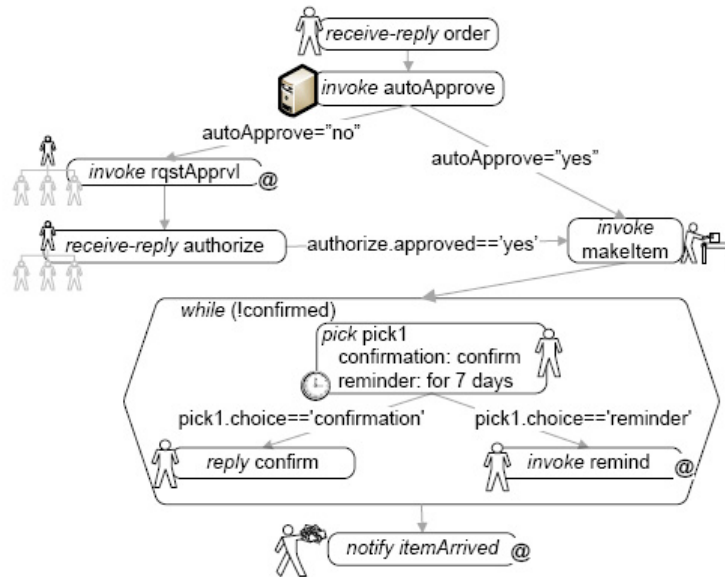 receive-reply order
invoke autoApprove
autoApprove="no"
autoApprove="yes"
invoke rqstApprvl
@
receive-reply authorize
authorize.approved=='yes'
invoke
makeItem
while (!confirmed)
pick pick1
confirmation: confirm
reminder: for 7 days
pick1.choice=='confirmation'
pick1.choice=='reminder'
reply confirm
invoke remind
@
notify itemArrived
@